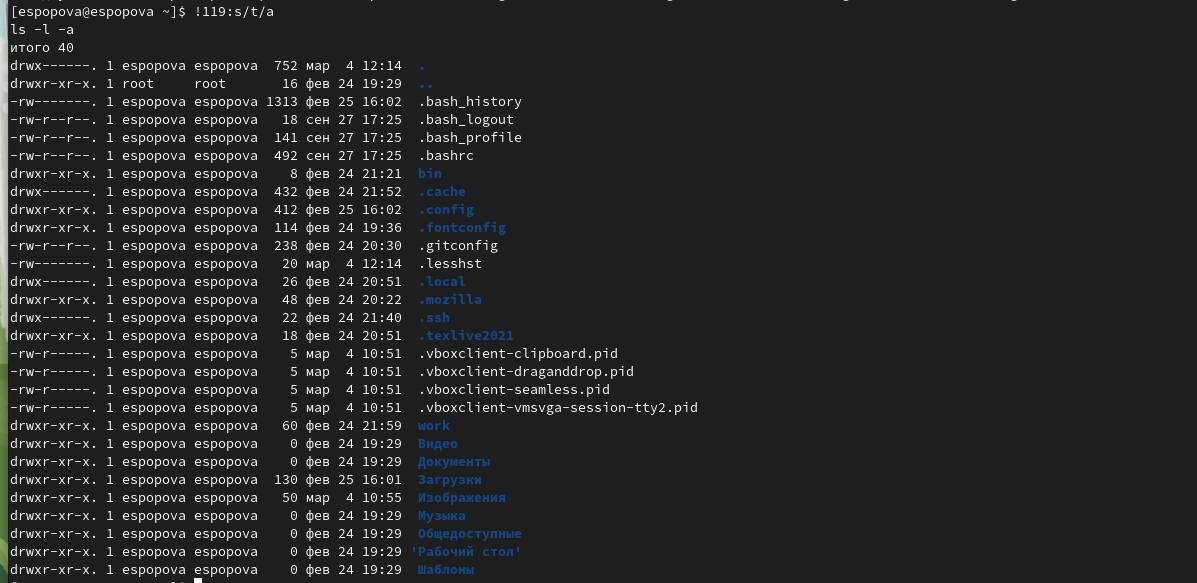 [espopova@espopova ~]$ !119:s/t/a
ls -l -a
итого 40
drwx------. 1 espopova espopova  752 мар  4 12:14  .
drwxr-xr-x. 1 root     root       16 фев 24 19:29  ..
-rw-------. 1 espopova espopova 1313 фев 25 16:02  .bash_history
-rw-r--r--. 1 espopova espopova   18 сен 27 17:25  .bash_logout
-rw-r--r--. 1 espopova espopova  141 сен 27 17:25  .bash_profile
-rw-r--r--. 1 espopova espopova  492 сен 27 17:25  .bashrc
drwxr-xr-x. 1 espopova espopova    8 фев 24 21:21  bin
drwx------. 1 espopova espopova  432 фев 24 21:52  .cache
drwxr-xr-x. 1 espopova espopova  412 фев 25 16:02  .config
drwxr-xr-x. 1 espopova espopova  114 фев 24 19:36  .fontconfig
-rw-r--r--. 1 espopova espopova  238 фев 24 20:30  .gitconfig
-rw-------. 1 espopova espopova   20 мар  4 12:14  .lesshst
drwx------. 1 espopova espopova   26 фев 24 20:51  .local
drwxr-xr-x. 1 espopova espopova   48 фев 24 20:22  .mozilla
drwx------. 1 espopova espopova   22 фев 24 21:40  .ssh
drwxr-xr-x. 1 espopova espopova   18 фев 24 20:51  .texlive2021
-rw-r-----. 1 espopova espopova    5 мар  4 10:51  .vboxclient-clipboard.pid
-rw-r-----. 1 espopova espopova    5 мар  4 10:51  .vboxclient-draganddrop.pid
-rw-r-----. 1 espopova espopova    5 мар  4 10:51  .vboxclient-seamless.pid
-rw-r-----. 1 espopova espopova    5 мар  4 10:51  .vboxclient-vmsvga-session-tty2.pid
drwxr-xr-x. 1 espopova espopova   60 фев 24 21:59  work
drwxr-xr-x. 1 espopova espopova    0 фев 24 19:29  Видео
drwxr-xr-x. 1 espopova espopova    0 фев 24 19:29  Документы
drwxr-xr-x. 1 espopova espopova  130 фев 25 16:01  Загрузки
drwxr-xr-x. 1 espopova espopova   50 мар  4 10:55  Изображения
drwxr-xr-x. 1 espopova espopova    0 фев 24 19:29  Музыка
drwxr-xr-x. 1 espopova espopova    0 фев 24 19:29  Общедоступные
drwxr-xr-x. 1 espopova espopova    0 фев 24 19:29 'Рабочий стол'
drwxr-xr-x. 1 espopova espopova    0 фев 24 19:29  Шаблоны